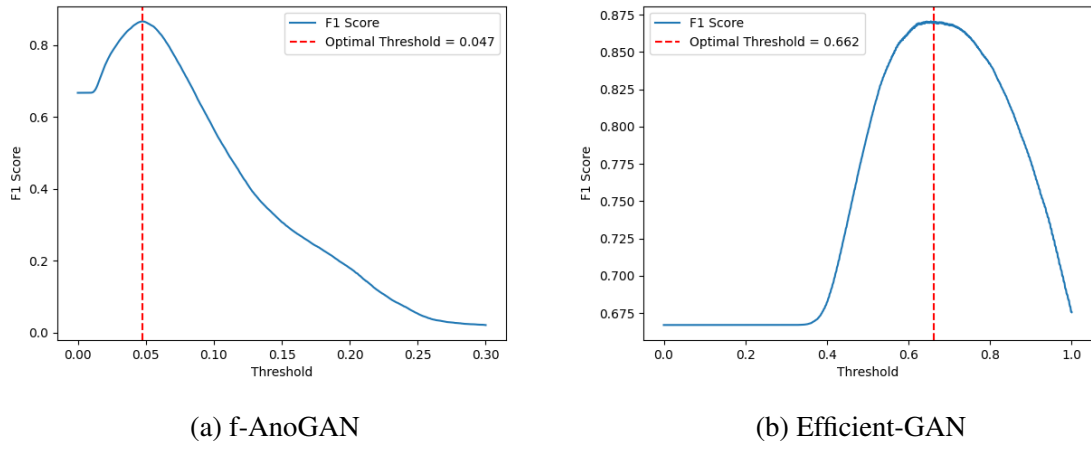 F1 Score
Optimal Threshold = 0.047
0.8
0.6
0.4
0.2
0.0
F1 Score
0.00 0.05 0.10 0.15 0.20 0.25 0.30
Threshold
(a) f-AnoGAN
F1 Score
Optimal Threshold = 0.662
0.875
0.850
0.825
0.800
0.775
0.750
0.725
0.700
0.675
F1 Score
0.0 0.2 0.4 0.6 0.8 1.0
Threshold
(b) Efficient-GAN